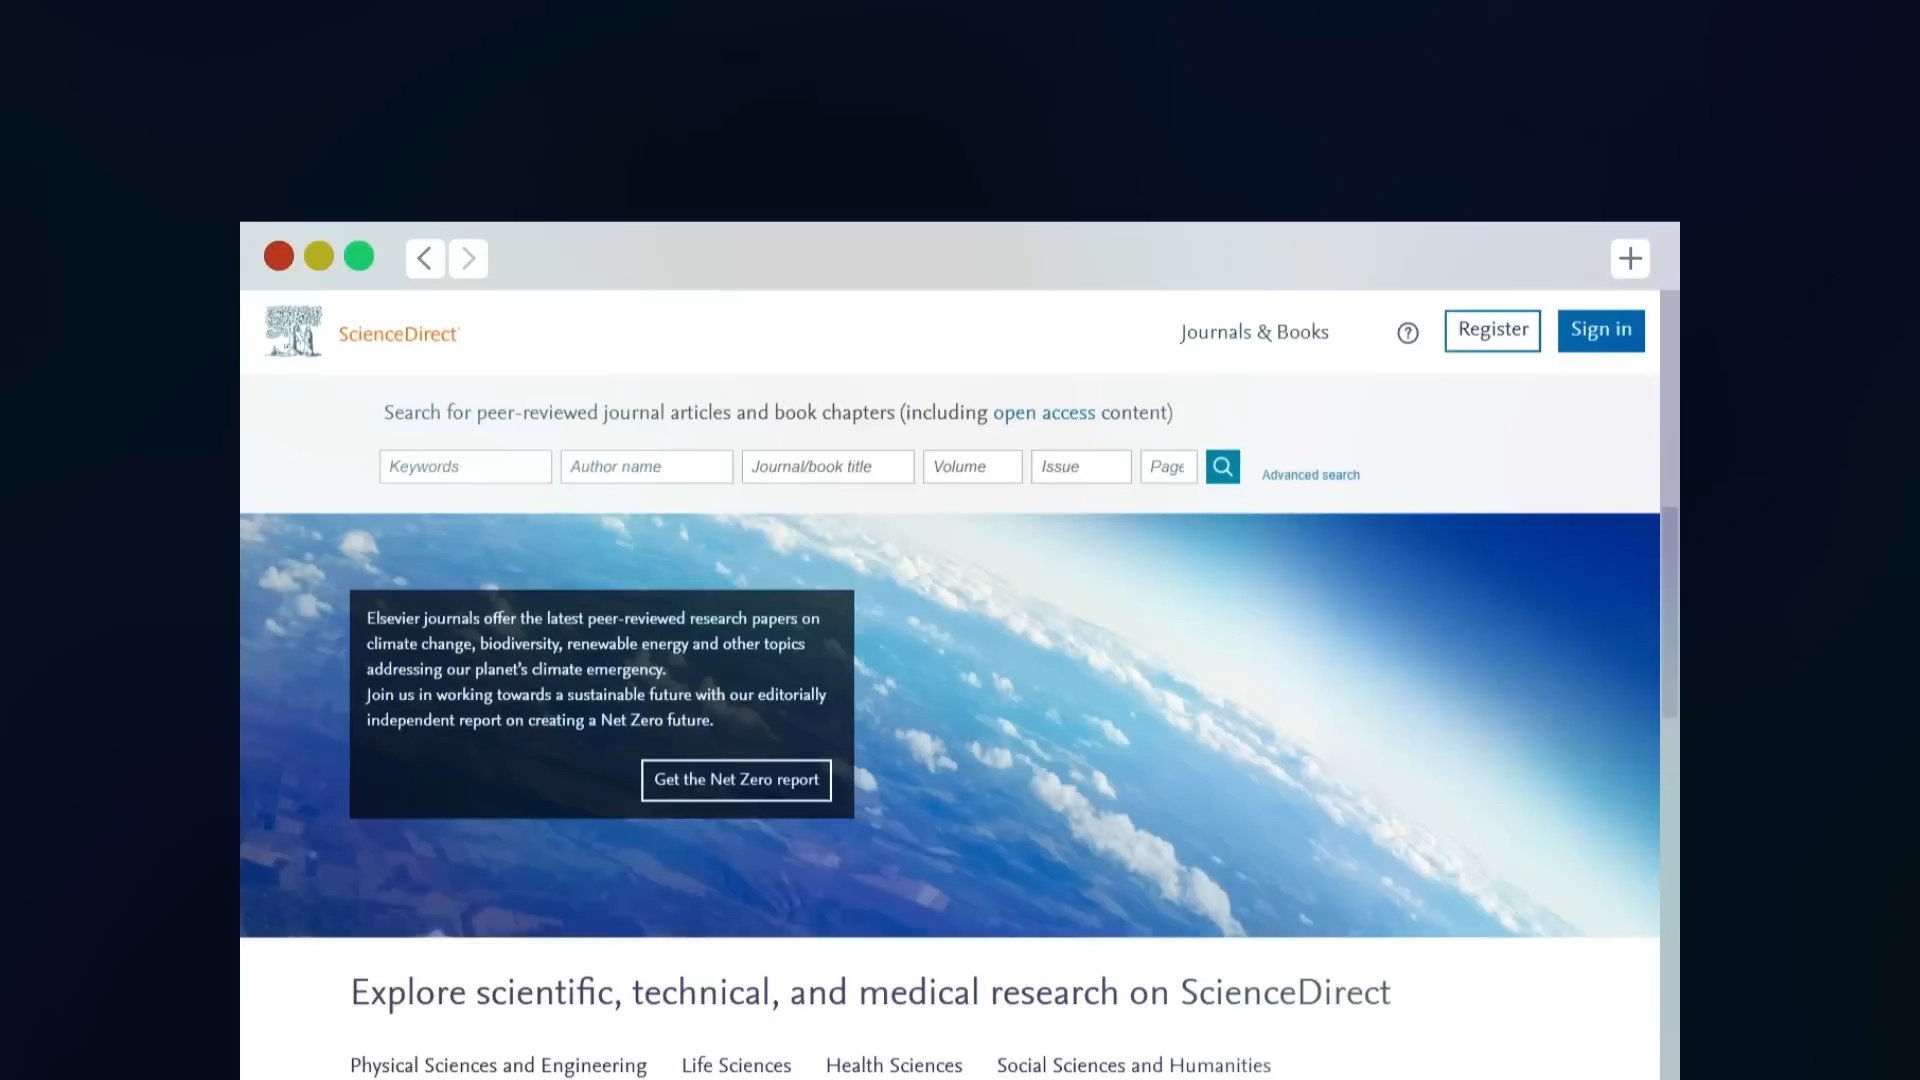 ScienceDirect
Journals & Books
Register
Sign in
Search for peer-reviewed journal articles and book chapters (including open access content)
Keywords
Author name
Journal/book title
Volume
Issue
Page
Advanced search
Elsevier journals offer the latest peer-reviewed research papers on
climate change, biodiversity, renewable energy and other topics
addressing our planet's climate emergency.
Join us in working towards a sustainable future with our editorially
independent report on creating a Net Zero future.
Get the Net Zero report
Explore scientific, technical, and medical research on ScienceDirect
Physical Sciences and Engineering
Life Sciences
Health Sciences
Social Sciences and Humanities